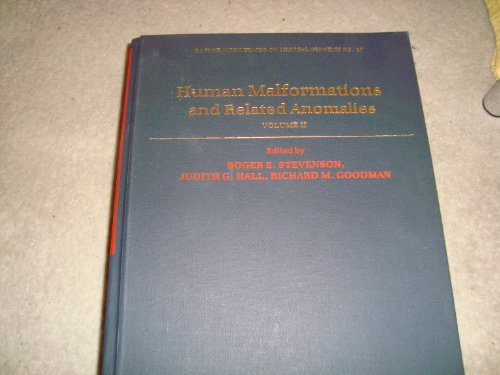 OXFORD MONOGRAPHS ON MEDICAL GENETICS NO. 27
Human Malformations
and Related Anomalies
VOLUME II
Edited by
ROGER E. STEVENSON,
JUDITH G. HALL, RICHARD M. GOODMAN